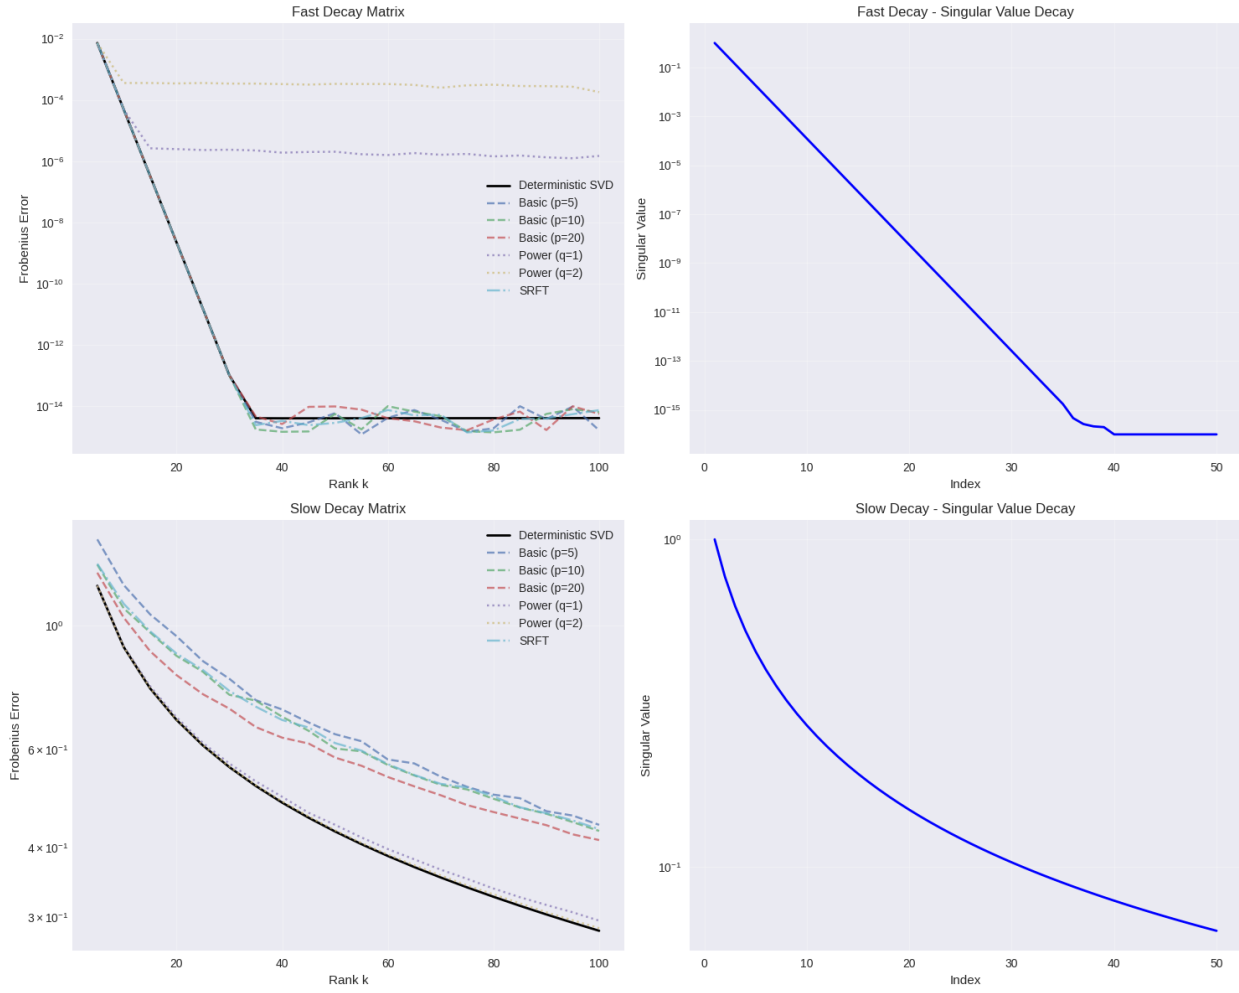 Fast Decay Matrix
10⁻²
10⁻⁴
10⁻⁶
10⁻⁸
10⁻¹⁰
10⁻¹²
10⁻¹⁴
Frobenius Error
Deterministic SVD
Basic (p=5)
Basic (p=10)
Basic (p=20)
Power (q=1)
Power (q=2)
SRFT
20 40 60 80 100
Rank k
Fast Decay - Singular Value Decay
10⁻¹
10⁻³
10⁻⁵
10⁻⁷
10⁻⁹
10⁻¹¹
10⁻¹³
10⁻¹⁵
Singular Value
0 10 20 30 40 50
Index
Slow Decay Matrix
10⁰
6 × 10⁻¹
4 × 10⁻¹
3 × 10⁻¹
Frobenius Error
Deterministic SVD
Basic (p=5)
Basic (p=10)
Basic (p=20)
Power (q=1)
Power (q=2)
SRFT
20 40 60 80 100
Rank k
Slow Decay - Singular Value Decay
10⁰
10⁻¹
Singular Value
0 10 20 30 40 50
Index